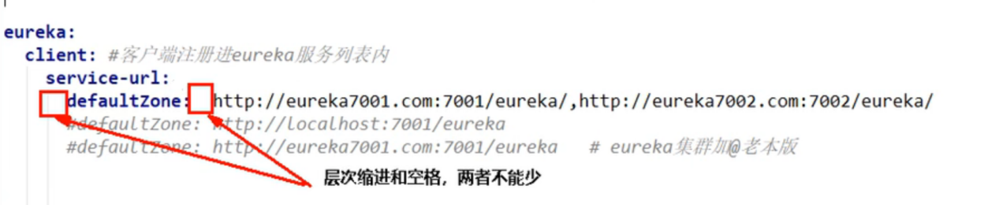 eureka:
client: #客户端注册进eureka服务列表内
service-url:
defaultZone: http://eureka7001.com:7001/eureka/,http://eureka7002.com:7002/eureka/
#defaultZone: http://localhost:7001/eureka
#defaultZone: http://eureka7001.com:7001/eureka # eureka集群加@老本版
层次缩进和空格，两者不能少